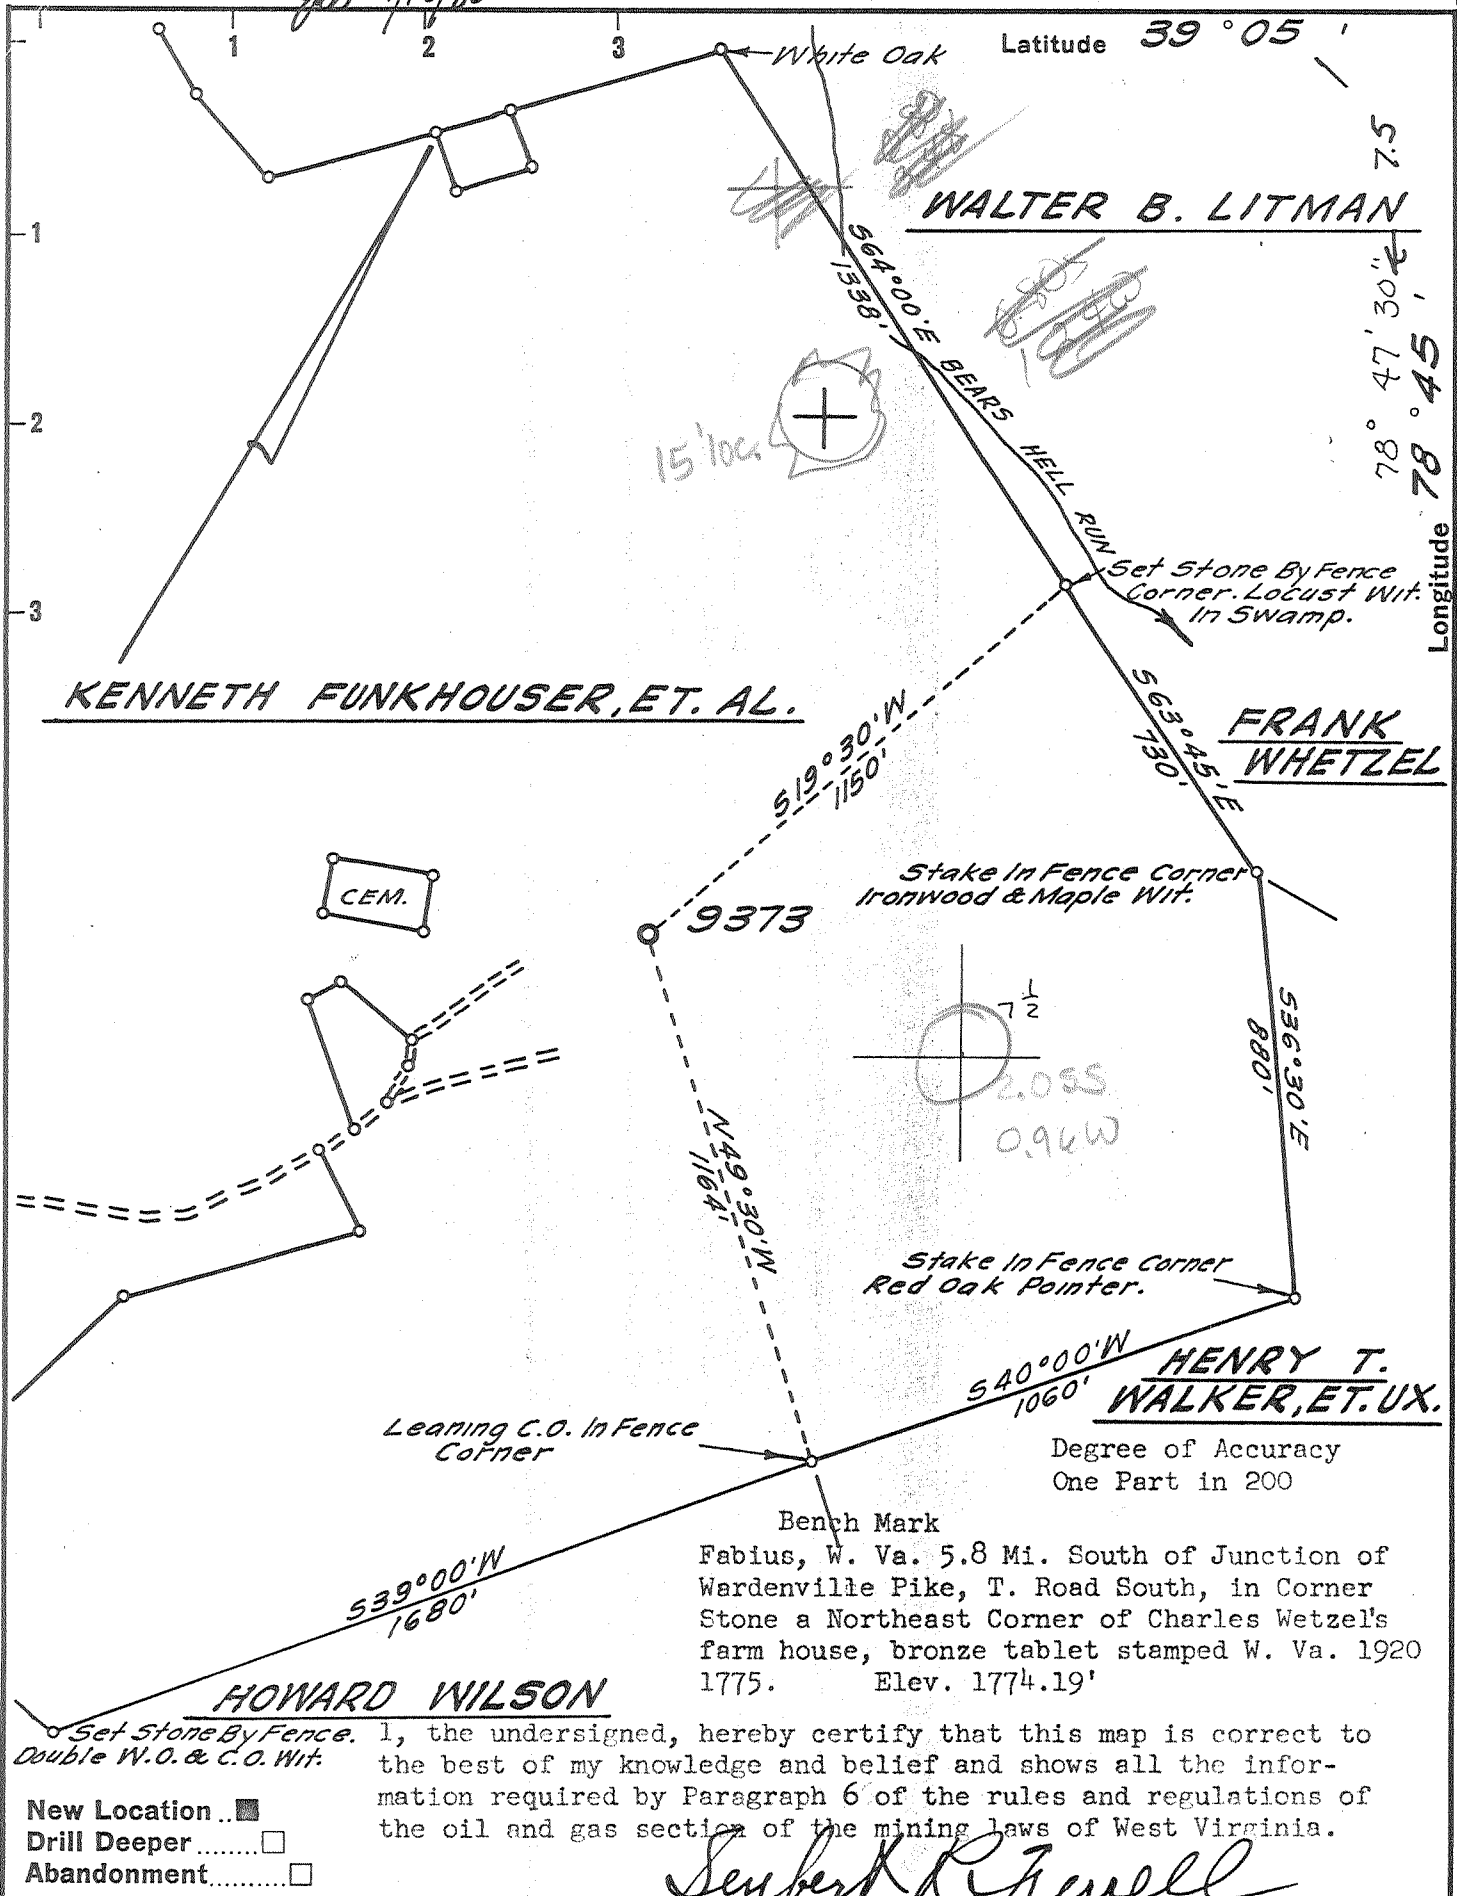 1
2
3
White Oak
Latitude 39°05'
1
2
3
7.5'
78° 47' 30"
Longitude 78°45'
WALTER B. LITMAN
S64°00'E
1338'
BEARS HELL RUN
15' loc.
Set Stone By Fence
Corner. Locust Wit.
In Swamp.
KENNETH FUNKHOUSER, ET. AL.
S19°30'W
1150'
S63°45'E
730'
FRANK
WHETZEL
CEM.
Stake In Fence Corner
Ironwood & Maple Wit.
9373
7 1/2
2.0SS
0.96W
S36°30'E
880'
N49°30'W
1164'
Stake In Fence Corner
Red Oak Pointer.
S40°00'W
1060'
HENRY T.
WALKER, ET. UX.
Leaning C.O. In Fence
Corner
Degree of Accuracy
One Part in 200
Bench Mark
Fabius, W. Va. 5.8 Mi. South of Junction of
Wardenville Pike, T. Road South, in Corner
Stone a Northeast Corner of Charles Wetzel's
farm house, bronze tablet stamped W. Va. 1920
1775. Elev. 1774.19'
S39°00'W
1680'
HOWARD WILSON
Set Stone By Fence.
Double W.O. & C.O. Wit.
1, the undersigned, hereby certify that this map is correct to
the best of my knowledge and belief and shows all the infor-
mation required by Paragraph 6 of the rules and regulations of
the oil and gas section of the mining laws of West Virginia.
New Location..
Drill Deeper........
Abandonment..........